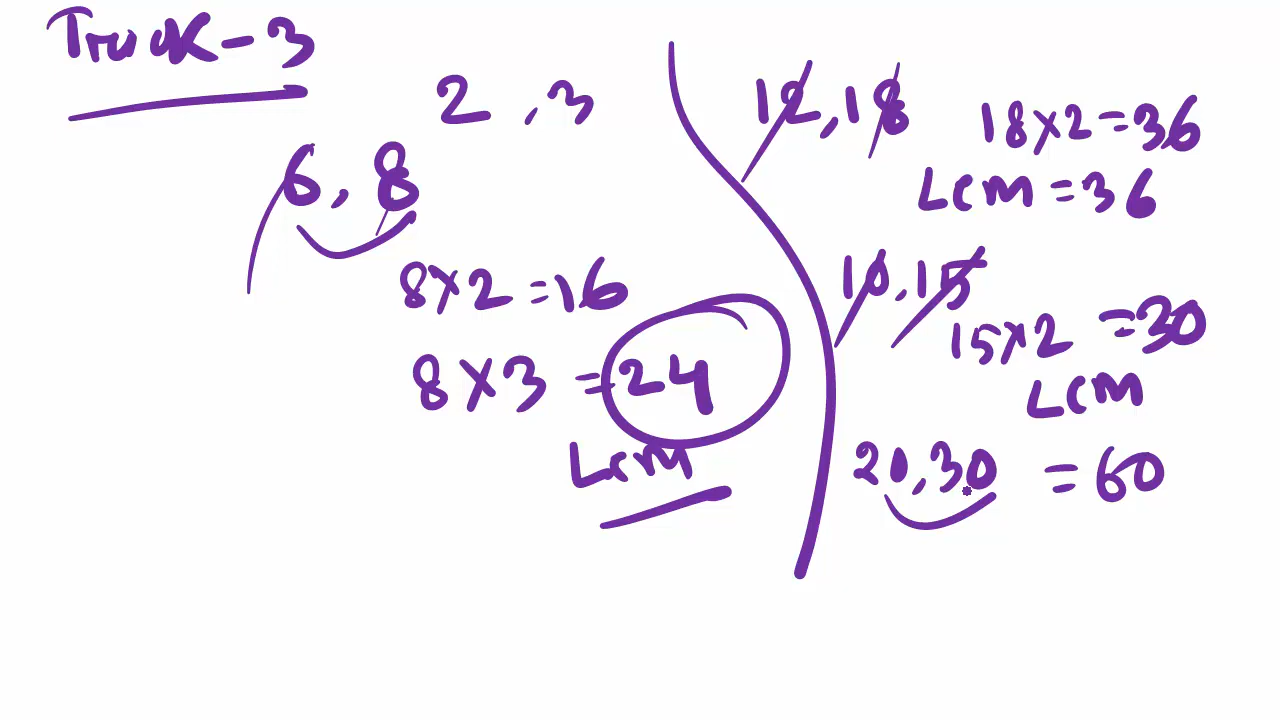 Truck-3
2 , 3
6, 8
8×2 =16
8×3 =24
LCM
12, 18
18×2=36
LCM =36
10, 15
15×2 =30
LCM
20, 30 = 60